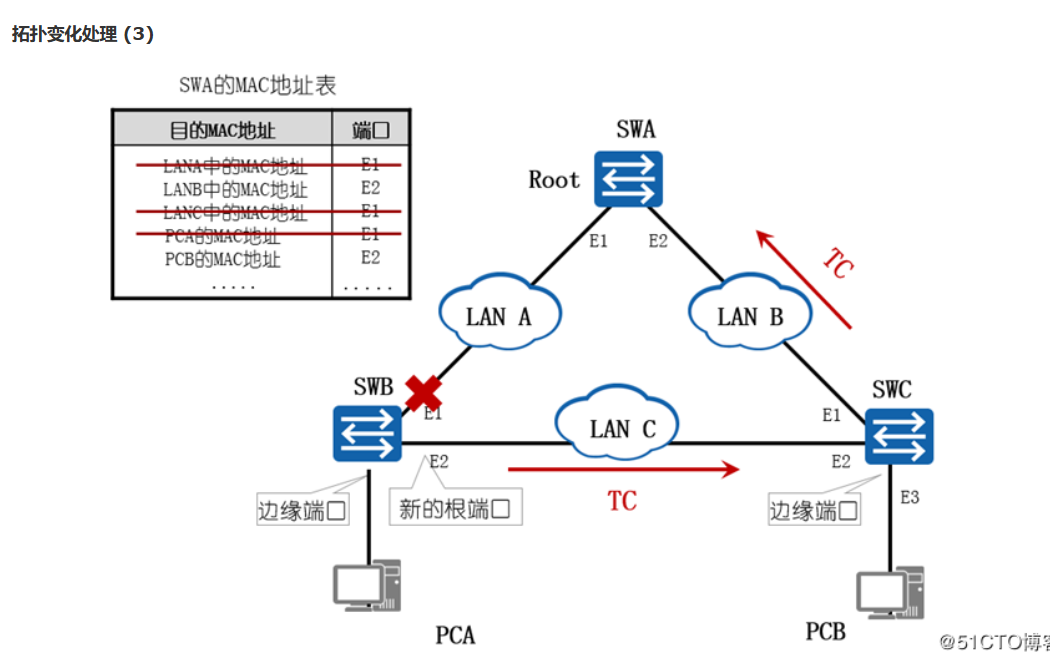 拓扑变化处理 (3)
SWA的MAC地址表
目的MAC地址 端口
LANA中的MAC地址 E1
LANB中的MAC地址 E2
LANC中的MAC地址 E1
PCA的MAC地址 E1
PCB的MAC地址 E2
..... .....
SWA
Root
E1 E2
TC
LAN A
LAN B
SWB
E1
SWC
E1
LAN C
E2
E2
TC
边缘端口
新的根端口
边缘端口
E3
PCA
PCB
@51CTO博客